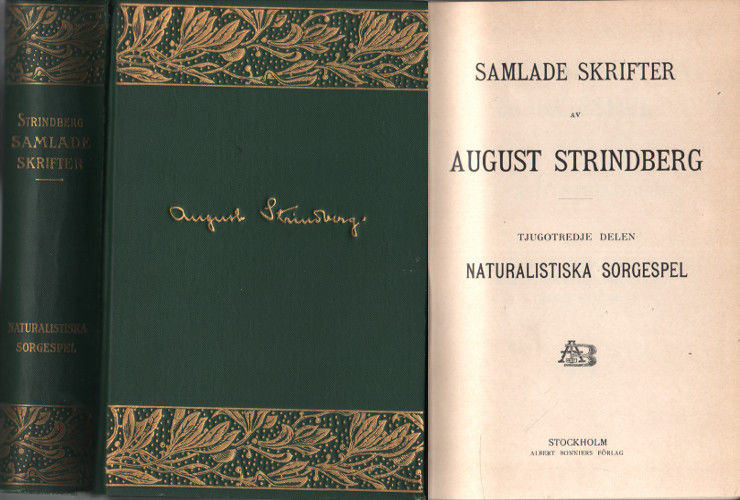 STRINDBERG
SAMLADE
SKRIFTER
NATURALISTISKA
SORGESPEL
August Strindberg.
SAMLADE SKRIFTER
AV
AUGUST STRINDBERG
TJUGOTREDJE DELEN
NATURALISTISKA SORGESPEL
AB
STOCKHOLM
ALBERT BONNIERS FÖRLAG